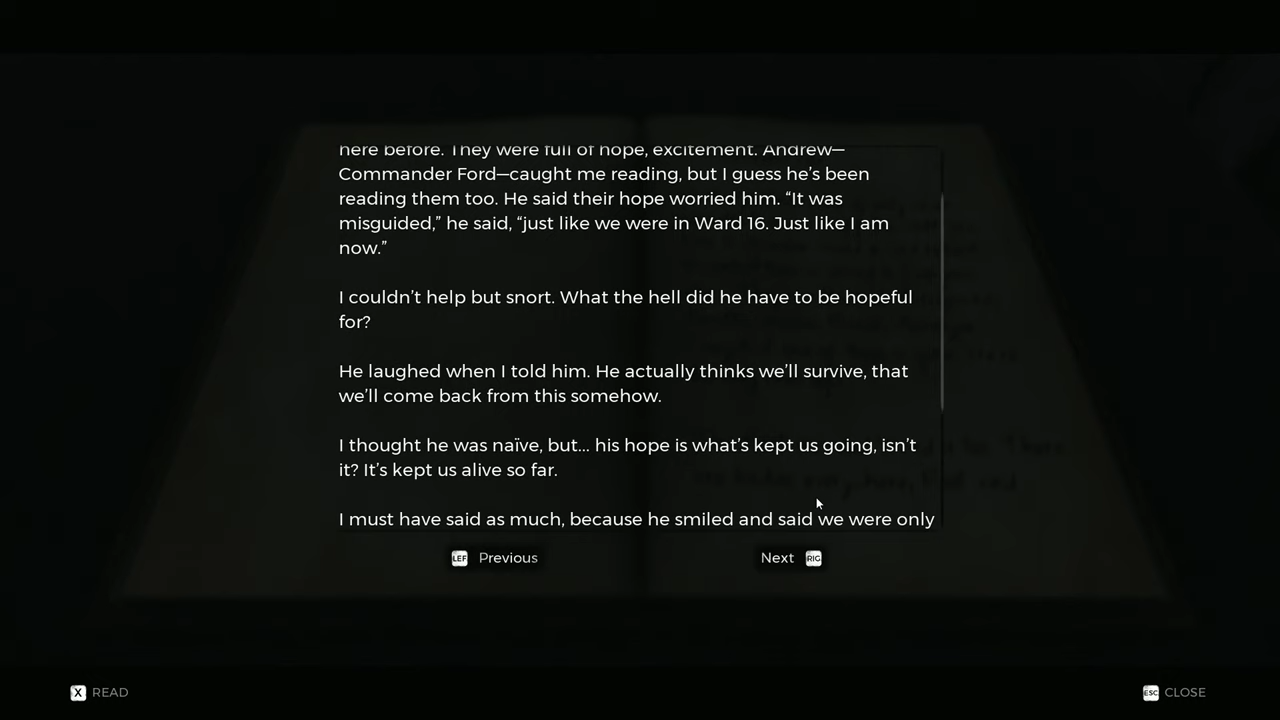 here before. They were full of hope, excitement. Andrew—
Commander Ford—caught me reading, but I guess he’s been
reading them too. He said their hope worried him. “It was
misguided,” he said, “just like we were in Ward 16. Just like I am
now.”
I couldn’t help but snort. What the hell did he have to be hopeful
for?
He laughed when I told him. He actually thinks we’ll survive, that
we’ll come back from this somehow.
I thought he was naïve, but... his hope is what’s kept us going, isn’t
it? It’s kept us alive so far.
I must have said as much, because he smiled and said we were only
LEF Previous Next RIG
X READ ESC CLOSE